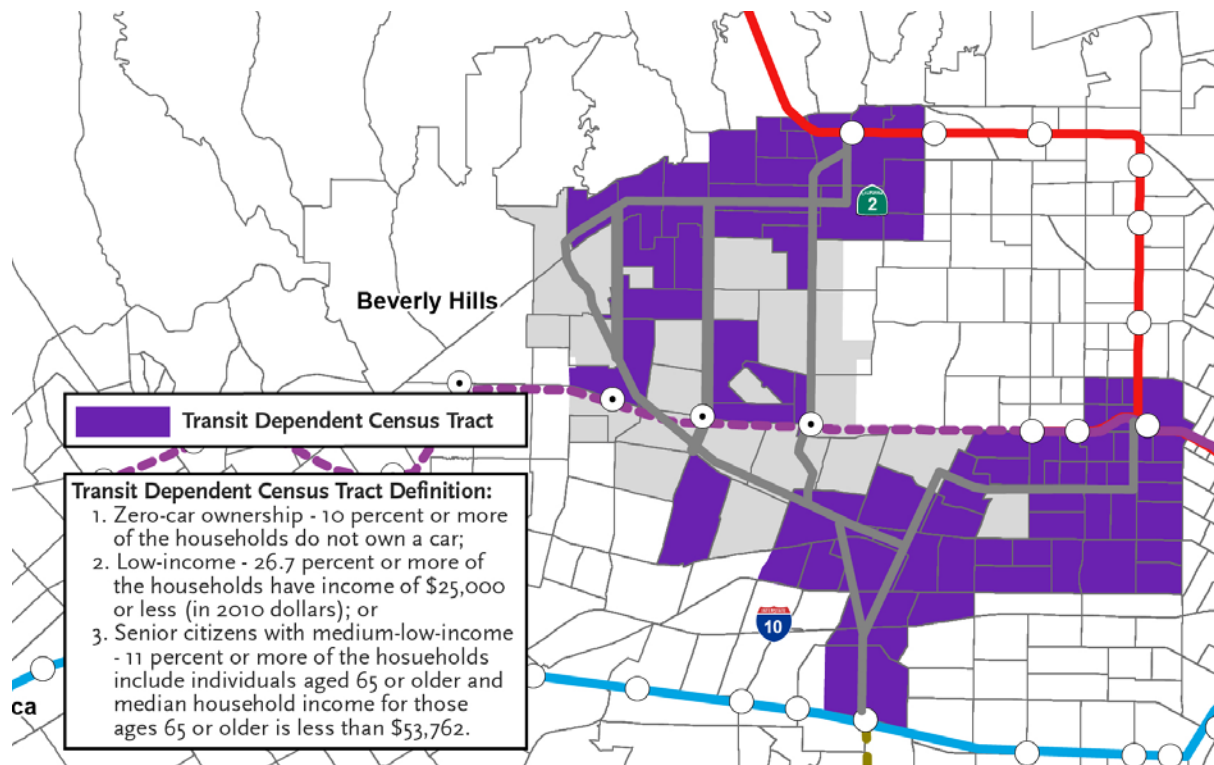 2
Beverly Hills
Transit Dependent Census Tract
Transit Dependent Census Tract Definition:
1. Zero-car ownership - 10 percent or more
of the households do not own a car;
2. Low-income - 26.7 percent or more of
the households have income of $25,000
or less (in 2010 dollars); or
3. Senior citizens with medium-low-income
- 11 percent or more of the hosueholds
include individuals aged 65 or older and
median household income for those
ages 65 or older is less than $53,762.
10
ca